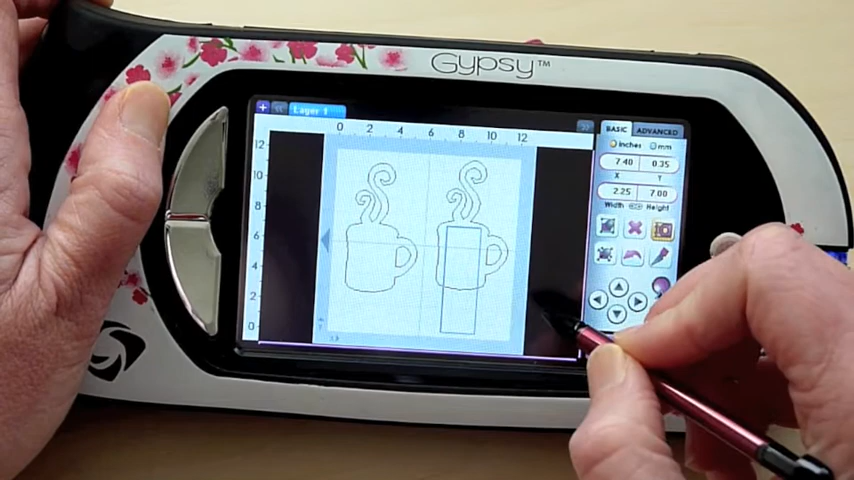 Gypsy™
Layer 1
BASIC ADVANCED
inches mm
0 2 4 6 8 10 12
12
10
8
6
4
2
0
7.40 0.35
X Y
2.25 7.00
Width Height